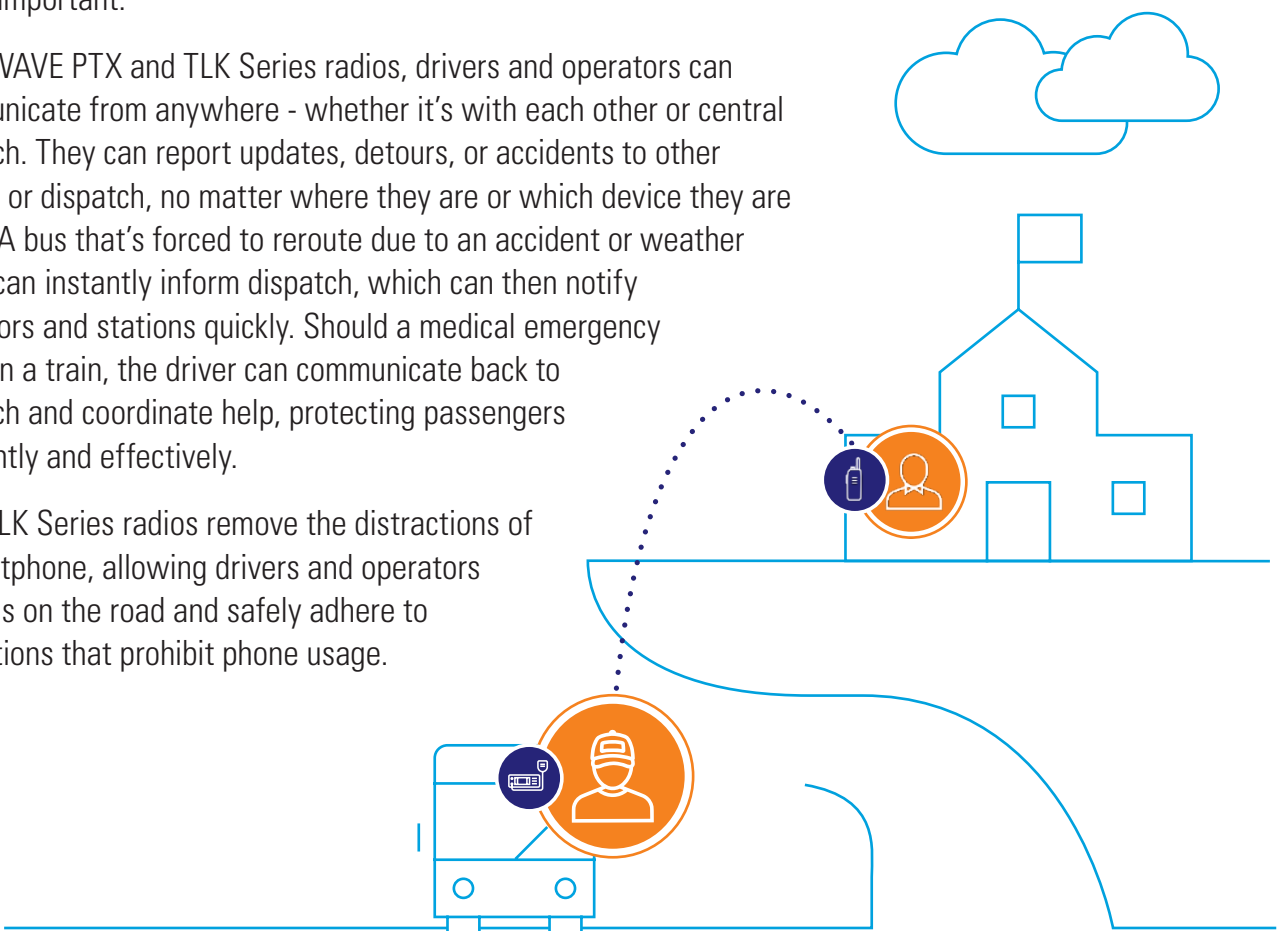 important.
WAVE PTX and TLK Series radios, drivers and operators can
unicate from anywhere - whether it’s with each other or central
ch. They can report updates, detours, or accidents to other
or dispatch, no matter where they are or which device they are
A bus that’s forced to reroute due to an accident or weather
can instantly inform dispatch, which can then notify
ors and stations quickly. Should a medical emergency
n a train, the driver can communicate back to
ch and coordinate help, protecting passengers
ntly and effectively.
LK Series radios remove the distractions of
tphone, allowing drivers and operators
s on the road and safely adhere to
tions that prohibit phone usage.